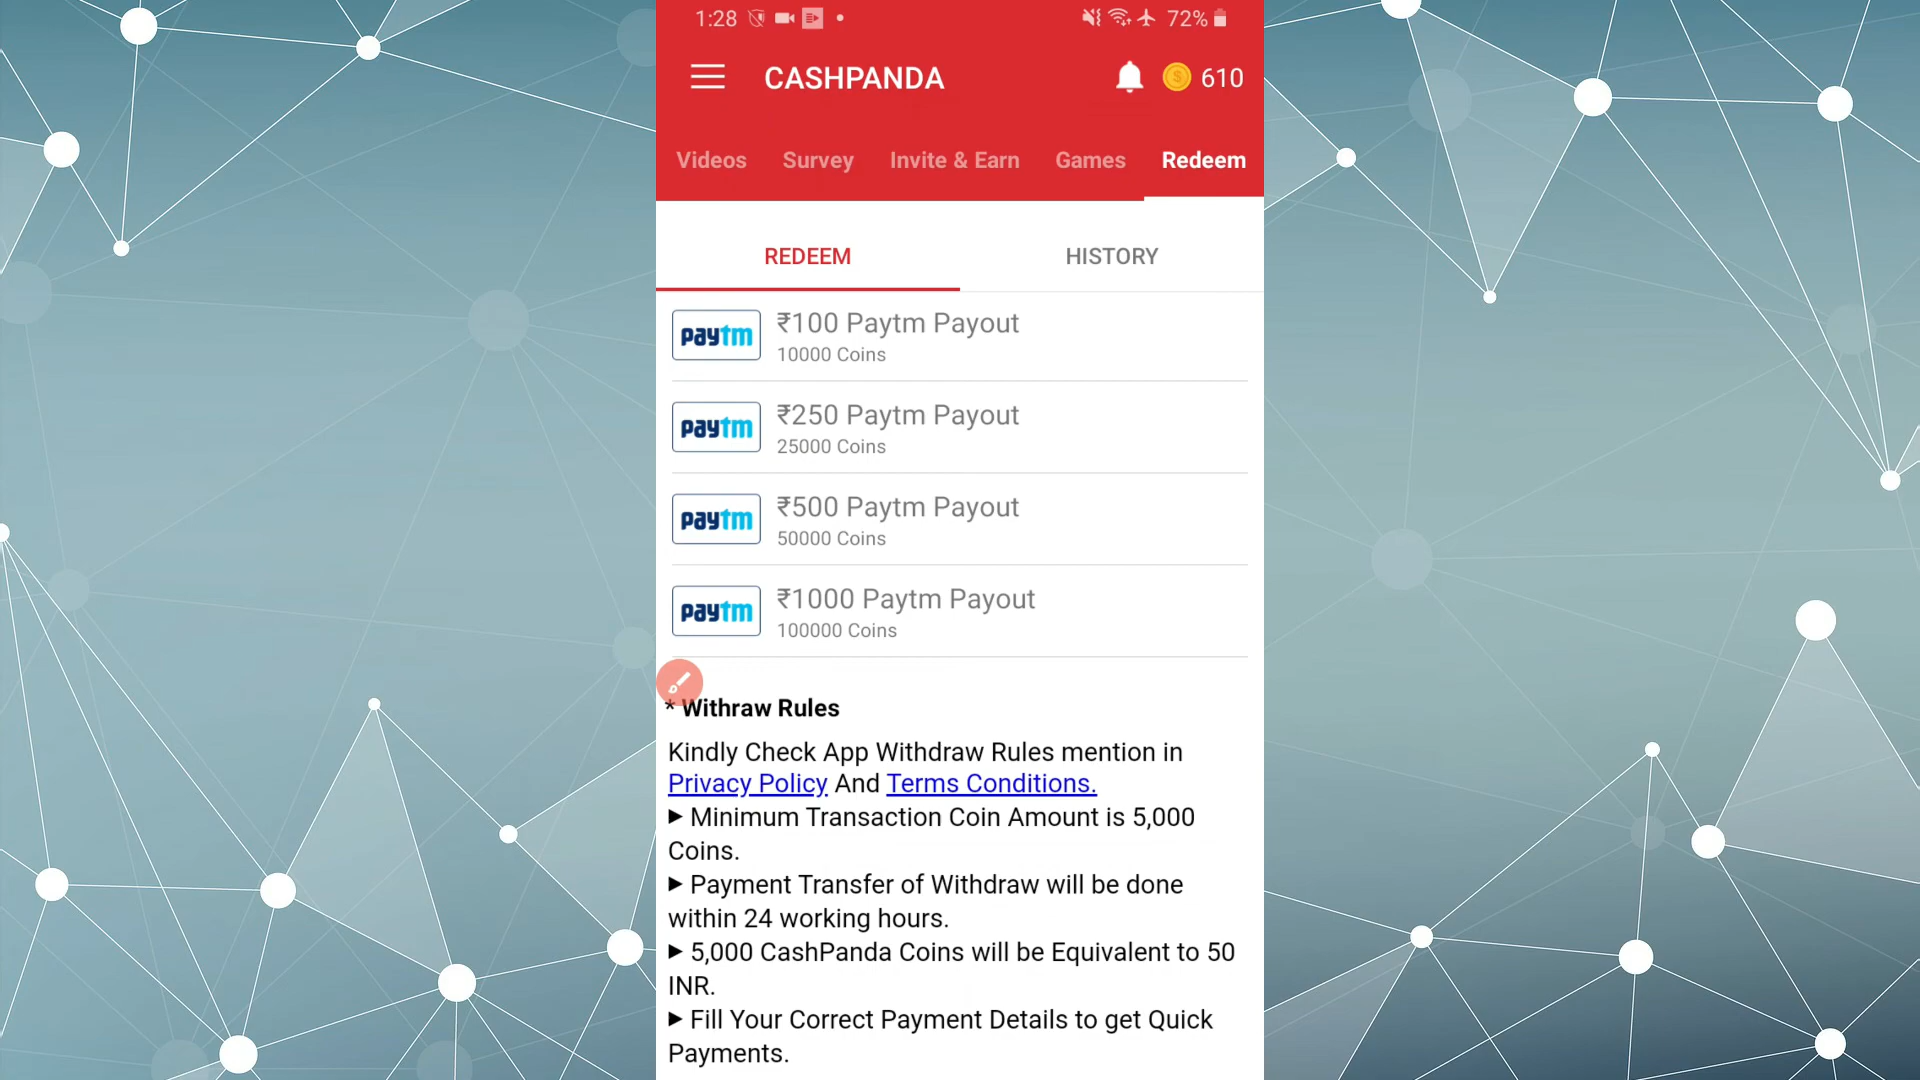 1:28 72%
CASHPANDA 610
Videos Survey Invite & Earn Games Redeem
REDEEM HISTORY
paytm ₹100 Paytm Payout
10000 Coins
paytm ₹250 Paytm Payout
25000 Coins
paytm ₹500 Paytm Payout
50000 Coins
paytm ₹1000 Paytm Payout
100000 Coins
* Withraw Rules
Kindly Check App Withdraw Rules mention in
Privacy Policy And Terms Conditions.
► Minimum Transaction Coin Amount is 5,000
Coins.
► Payment Transfer of Withdraw will be done
within 24 working hours.
► 5,000 CashPanda Coins will be Equivalent to 50
INR.
► Fill Your Correct Payment Details to get Quick
Payments.